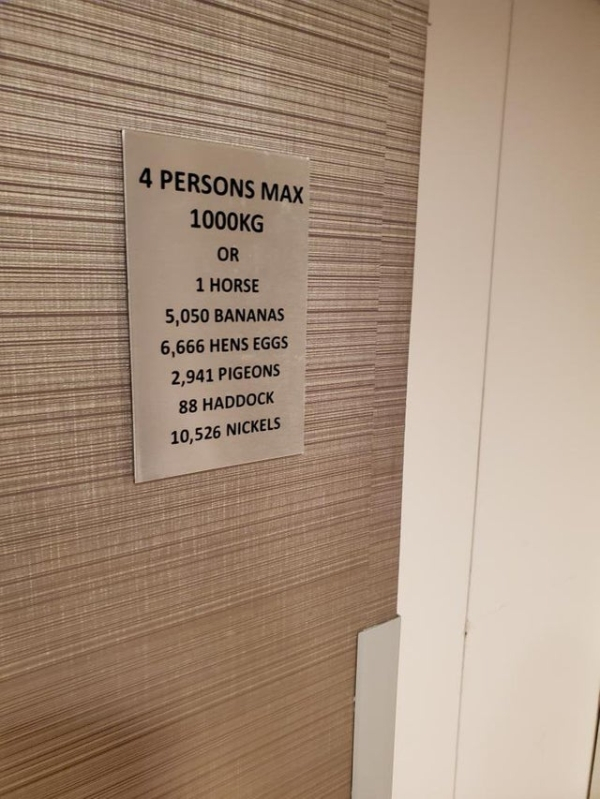 4 PERSONS MAX
1000KG
OR
1 HORSE
5,050 BANANAS
6,666 HENS EGGS
2,941 PIGEONS
88 HADDOCK
10,526 NICKELS